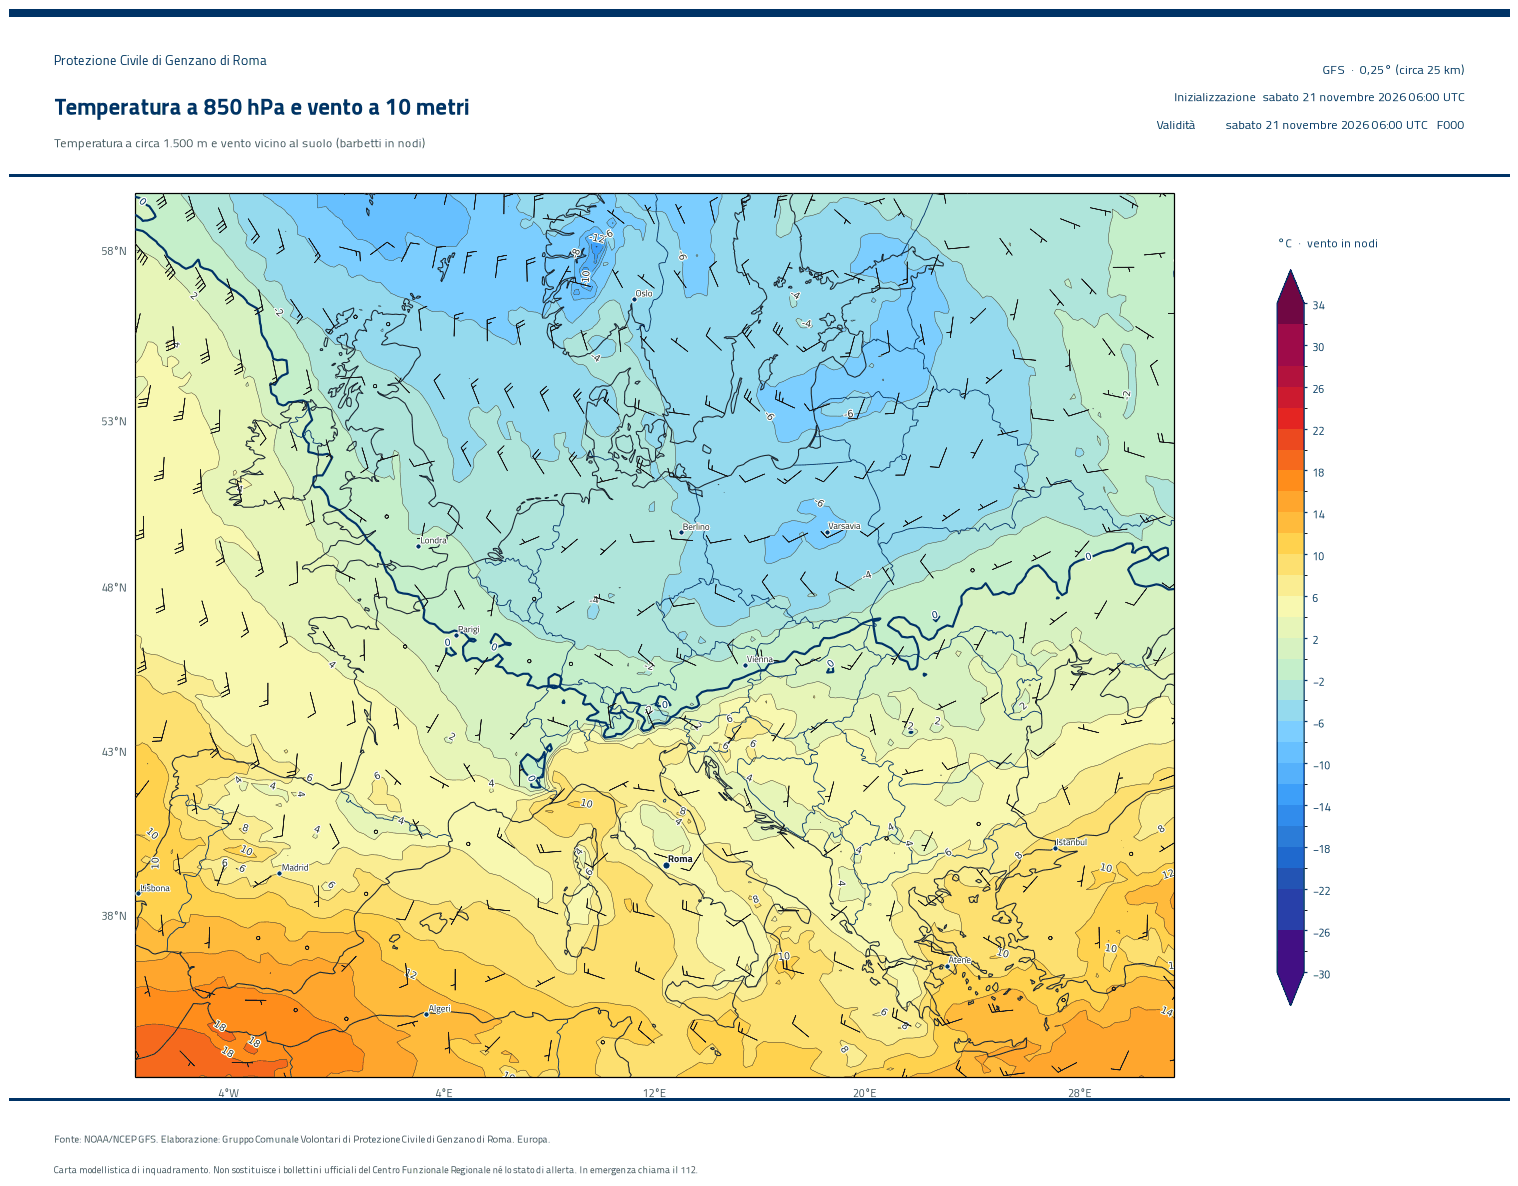 Protezione Civile di Genzano di Roma
Temperatura a 850 hPa e vento a 10 metri
Temperatura a circa 1.500 m e vento vicino al suolo (barbetti in nodi)
GFS · 0,25° (circa 25 km)
Inizializzazione sabato 21 novembre 2026 06:00 UTC
Validità sabato 21 novembre 2026 06:00 UTC F000
°C · vento in nodi
34
30
26
22
18
14
10
6
2
−2
−6
−10
−14
−18
−22
−26
−30
58°N
53°N
48°N
43°N
38°N
4°W
4°E
12°E
20°E
28°E
Oslo
Berlino
Varsavia
Londra
Parigi
Vienna
Roma
Madrid
Lisbona
Istanbul
Atene
Algeri
Fonte: NOAA/NCEP GFS. Elaborazione: Gruppo Comunale Volontari di Protezione Civile di Genzano di Roma. Europa.
Carta modellistica di inquadramento. Non sostituisce i bollettini ufficiali del Centro Funzionale Regionale né lo stato di allerta. In emergenza chiama il 112.